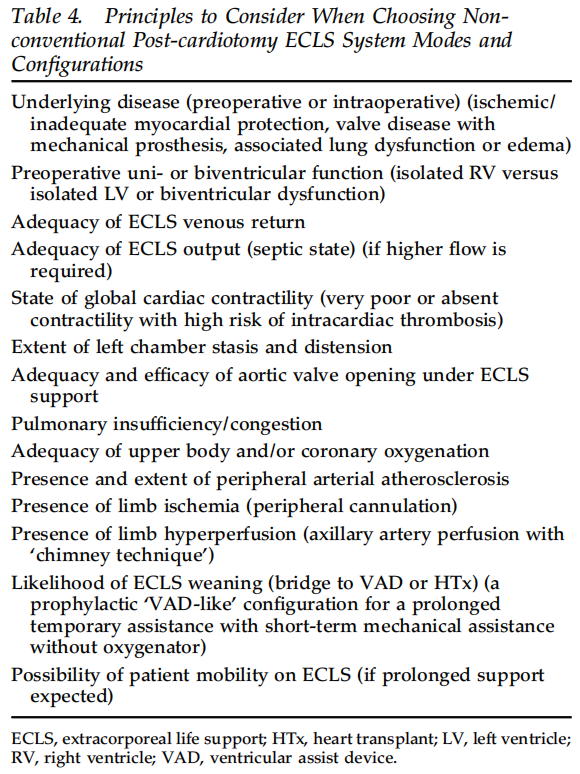 Table 4. Principles to Consider When Choosing Non-
conventional Post-cardiotomy ECLS System Modes and
Configurations
Underlying disease (preoperative or intraoperative) (ischemic/
inadequate myocardial protection, valve disease with
mechanical prosthesis, associated lung dysfunction or edema)
Preoperative uni- or biventricular function (isolated RV versus
isolated LV or biventricular dysfunction)
Adequacy of ECLS venous return
Adequacy of ECLS output (septic state) (if higher flow is
required)
State of global cardiac contractility (very poor or absent
contractility with high risk of intracardiac thrombosis)
Extent of left chamber stasis and distension
Adequacy and efficacy of aortic valve opening under ECLS
support
Pulmonary insufficiency/congestion
Adequacy of upper body and/or coronary oxygenation
Presence and extent of peripheral arterial atherosclerosis
Presence of limb ischemia (peripheral cannulation)
Presence of limb hyperperfusion (axillary artery perfusion with
‘chimney technique’)
Likelihood of ECLS weaning (bridge to VAD or HTx) (a
prophylactic ‘VAD-like’ configuration for a prolonged
temporary assistance with short-term mechanical assistance
without oxygenator)
Possibility of patient mobility on ECLS (if prolonged support
expected)
ECLS, extracorporeal life support; HTx, heart transplant; LV, left ventricle;
RV, right ventricle; VAD, ventricular assist device.